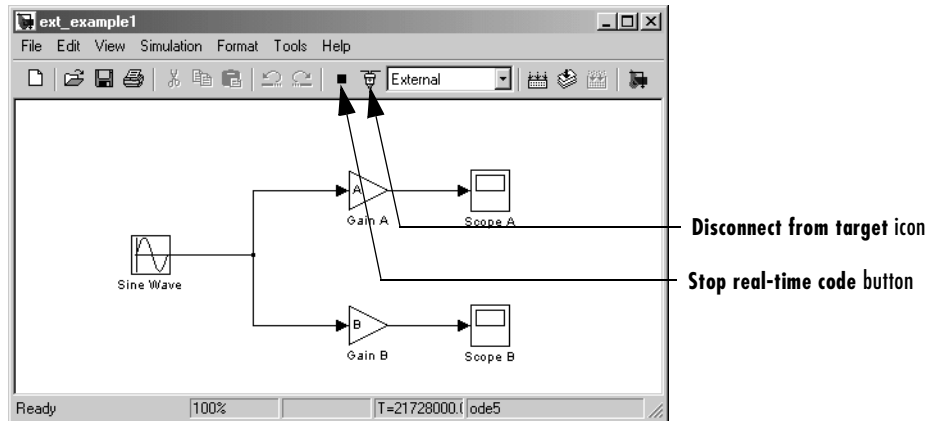 ext_example1
File Edit View Simulation Format Tools Help
External
A
Gain A
Scope A
Disconnect from target icon
Stop real-time code button
Sine Wave
B
Gain B
Scope B
Ready 100% T=21728000.( ode5